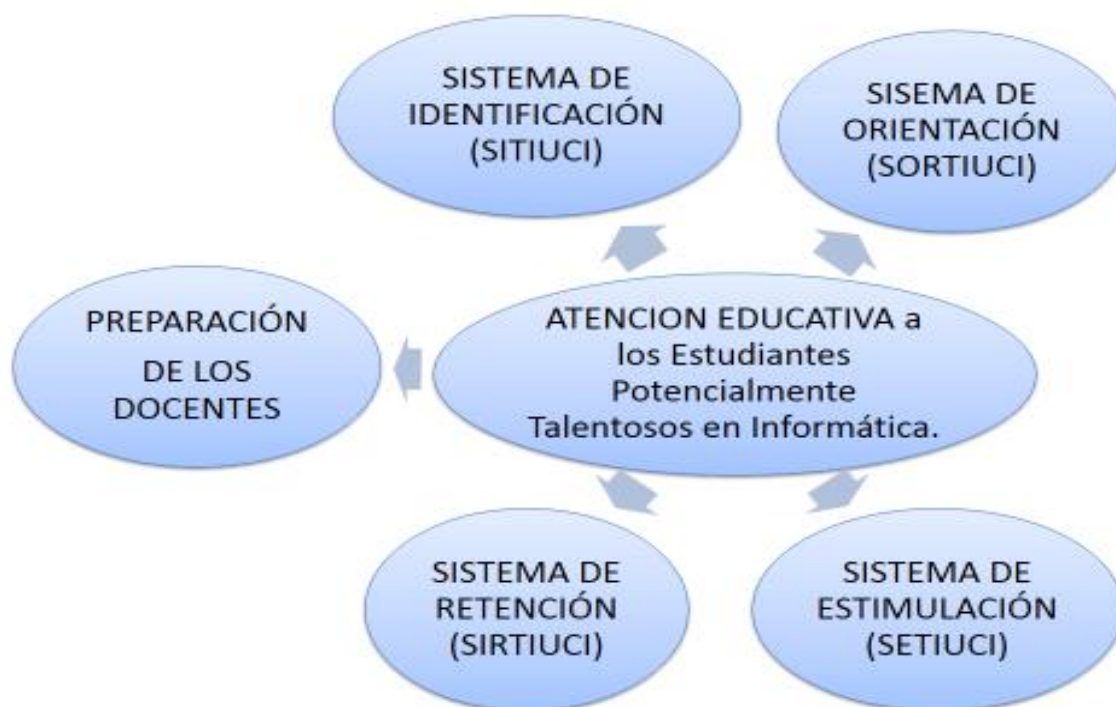 SISTEMA DE
IDENTIFICACIÓN
(SITIUCI)
SISEMA DE
ORIENTACIÓN
(SORTIUCI)
PREPARACIÓN
DE LOS
DOCENTES
ATENCION EDUCATIVA a
los Estudiantes
Potencialmente
Talentosos en Informática.
SISTEMA DE
RETENCIÓN
(SIRTIUCI)
SISTEMA DE
ESTIMULACIÓN
(SETIUCI)